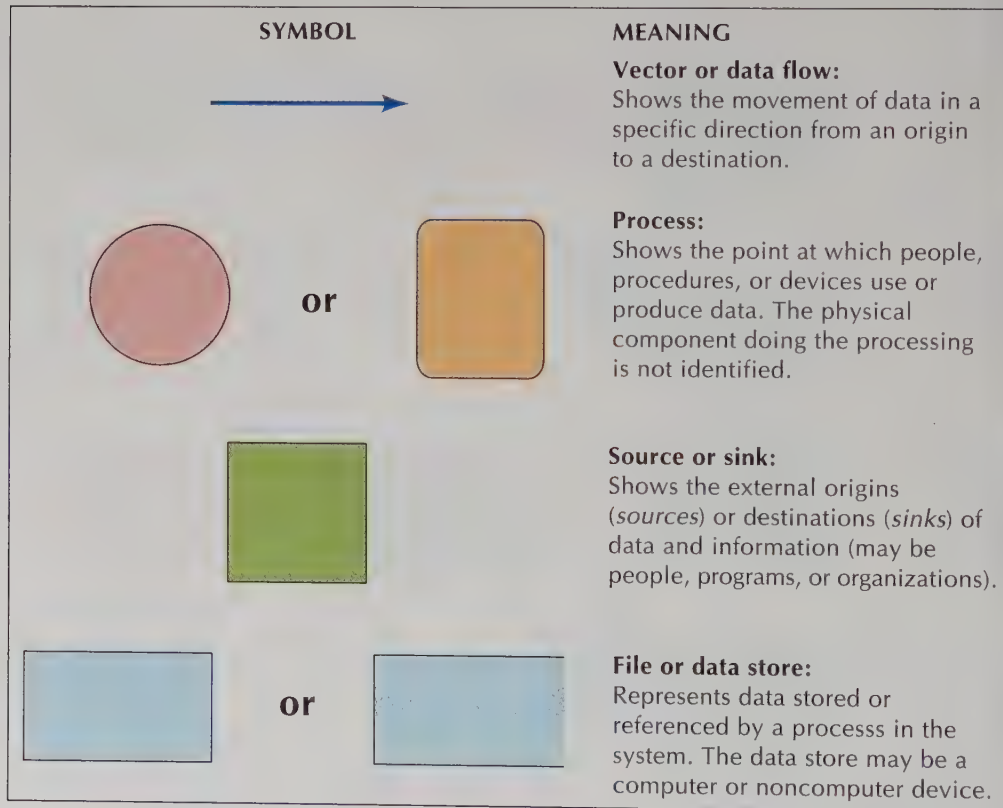 SYMBOL
MEANING
Vector or data flow:
Shows the movement of data in a
specific direction from an origin
to a destination.
or
Process:
Shows the point at which people,
procedures, or devices use or
produce data. The physical
component doing the processing
is not identified.
Source or sink:
Shows the external origins
(sources) or destinations (sinks) of
data and information (may be
people, programs, or organizations).
or
File or data store:
Represents data stored or
referenced by a processs in the
system. The data store may be a
computer or noncomputer device.